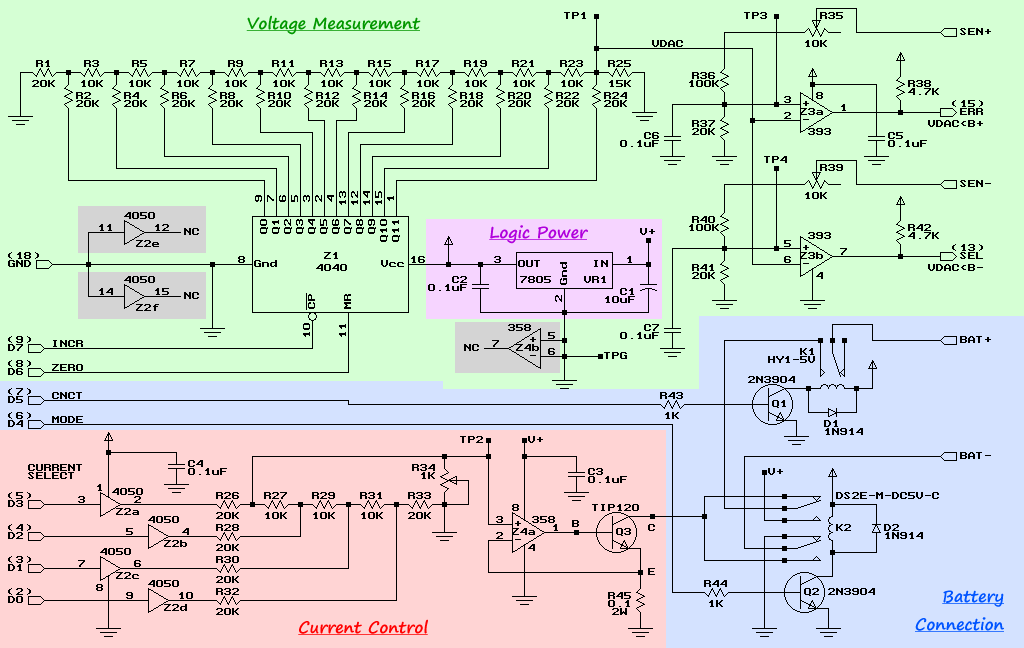 Voltage Measurement
TP1
TP3
R35
10K
SEN+
VDAC
R1 R3 R5 R7 R9 R11 R13 R15 R17 R19 R21 R23 R25
20K 10K 10K 10K 10K 10K 10K 10K 10K 10K 10K 10K 15K
R2 R4 R6 R8 R10 R12 R14 R16 R18 R20 R22 R24
20K 20K 20K 20K 20K 20K 20K 20K 20K 20K 20K 20K
R36
100K
R38
4.7K
3 + 8
Z3a 1
2 − 393
(15)
ERR
VDAC<B+
R37
20K
C6
0.1uF
C5
0.1uF
TP4
R39
10K
SEN-
9 7 6 5 3 2 4 13 12 14 15 1
Q0 Q1 Q2 Q3 Q4 Q5 Q6 Q7 Q8 Q9 Q10 Q11
4050
11 12 NC
Z2e
4050
14 15 NC
Z2f
(18)
GND
8 Gnd
Z1
4040
Vcc 16
CP
10
MR
11
Logic Power
V+
3 OUT IN 1
7805 Gnd VR1
2
C2
0.1uF
C1
10uF
358
NC 7 Z4b + 5
− 6
TPG
R40
100K
R42
4.7K
393
5 +
Z3b 7
6 − 4
(13)
SEL
VDAC<B-
R41
20K
C7
0.1uF
(9)
D7 INCR
(8)
D6 ZERO
(7)
D5 CNCT
(6)
D4 MODE
BAT+
K1
HY1-5V
2N3904
R43
1K
Q1
D1
1N914
BAT-
V+
DS2E-M-DC5V-C
K2
D2
1N914
R44
1K
Q2 2N3904
Battery
Connection
CURRENT
SELECT
C4
0.1uF
TP2
V+
R34
1K
C3
0.1uF
(5)
D3 3 1 4050 2
Z2a
R26
20K
R27
10K
R29
10K
R31
10K
R33
20K
(4)
D2 5 4050 4
Z2b
R28
20K
(3)
D1 7 4050 6
Z2c
8
R30
20K
(2)
D0 9 4050 10
Z2d
R32
20K
8
3 + 358
Z4a 1
2 − 4
B
TIP120
Q3
C
E
R45
0.1
2W
Current Control